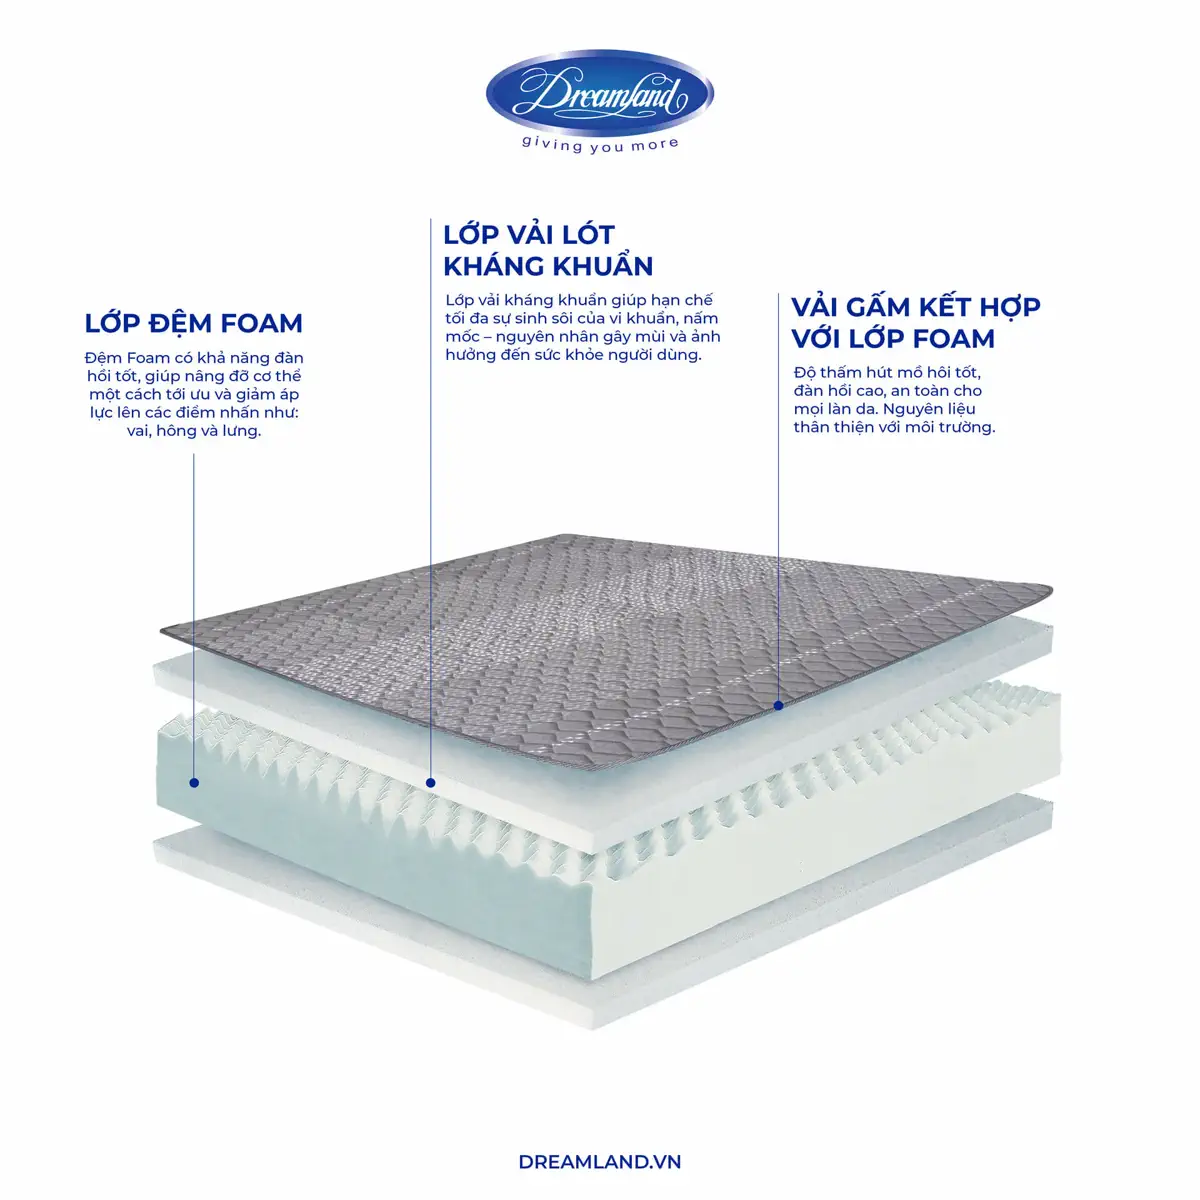 Dreamland
giving you more
LỚP VẢI LÓT
KHÁNG KHUẨN
Lớp vải kháng khuẩn giúp hạn chế
tối đa sự sinh sôi của vi khuẩn, nấm
mốc – nguyên nhân gây mùi và ảnh
hưởng đến sức khỏe người dùng.
LỚP ĐỆM FOAM
Đệm Foam có khả năng đàn
hồi tốt, giúp nâng đỡ cơ thể
một cách tối ưu và giảm áp
lực lên các điểm nhấn như:
vai, hông và lưng.
VẢI GẤM KẾT HỢP
VỚI LỚP FOAM
Độ thấm hút mồ hôi tốt,
đàn hồi cao, an toàn cho
mọi làn da. Nguyên liệu
thân thiện với môi trường.
DREAMLAND.VN